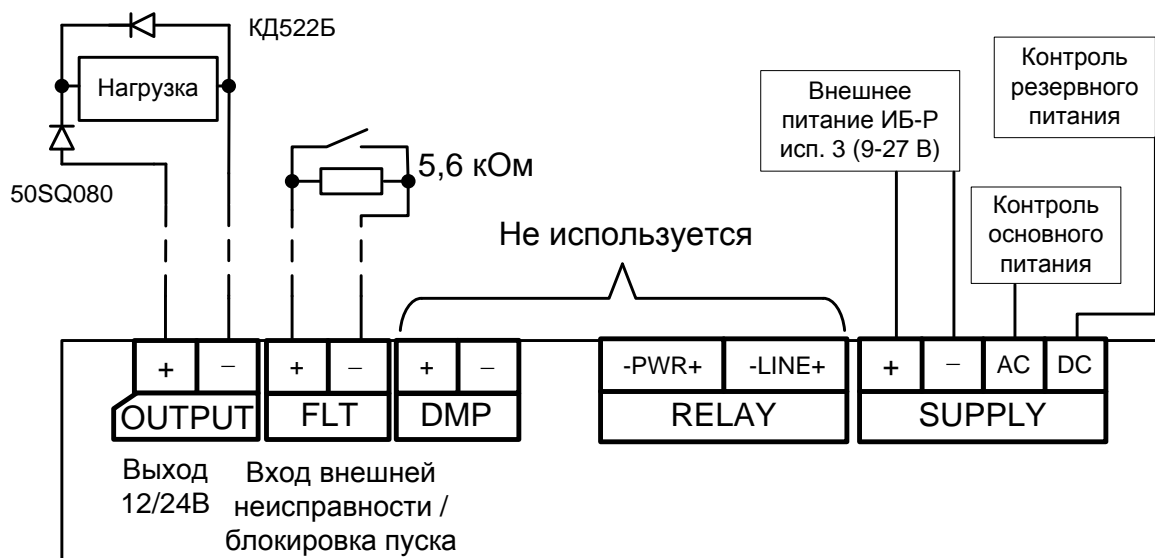 КД522Б
Нагрузка
50SQ080
5,6 кОм
Не используется
Внешнее
питание ИБ-Р
исп. 3 (9-27 В)
Контроль
резервного
питания
Контроль
основного
питания
+ − + − + − -PWR+ -LINE+ + − AC DC
OUTPUT FLT DMP RELAY SUPPLY
Выход
12/24В
Вход внешней
неисправности /
блокировка пуска